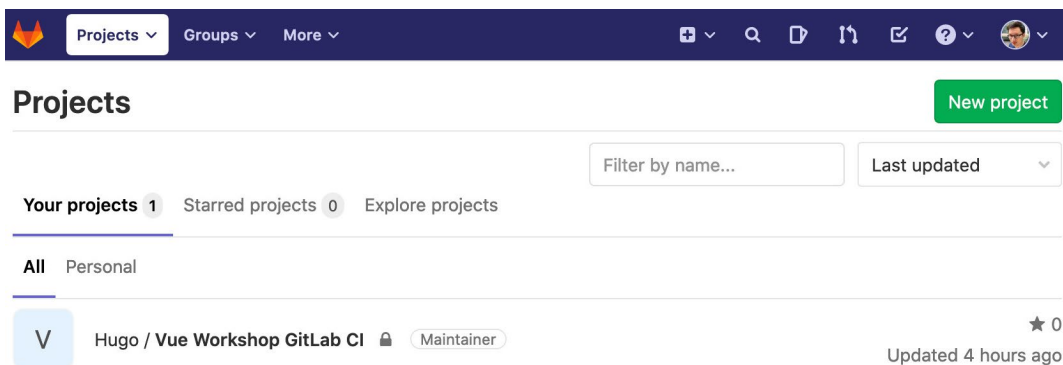 Projects Groups More
Projects
New project
Filter by name...
Last updated
Your projects 1 Starred projects 0 Explore projects
All Personal
V
Hugo / Vue Workshop GitLab CI Maintainer
0
Updated 4 hours ago